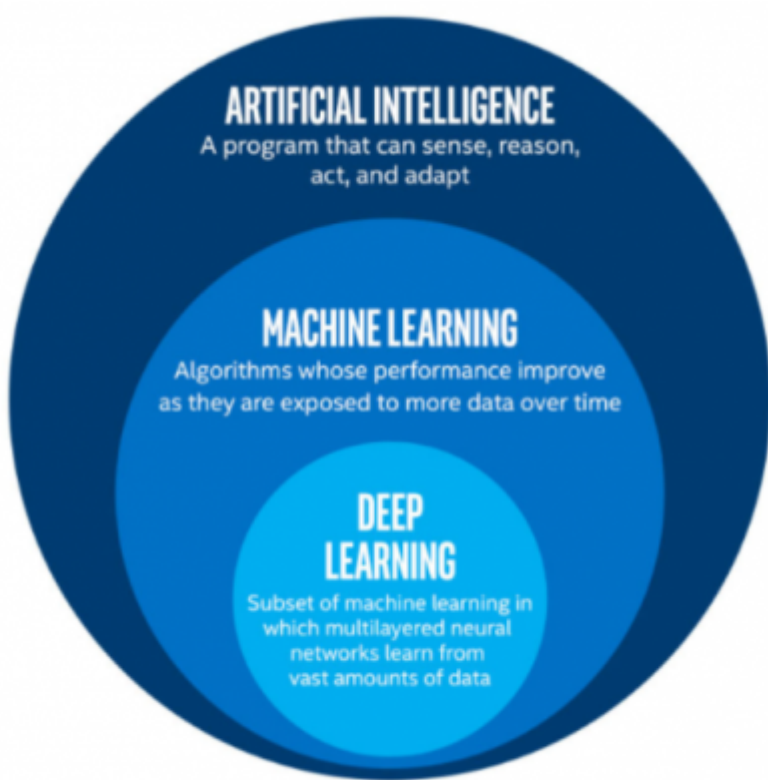 ARTIFICIAL INTELLIGENCE
A program that can sense, reason,
act, and adapt
MACHINE LEARNING
Algorithms whose performance improve
as they are exposed to more data over time
DEEP
LEARNING
Subset of machine learning in
which multilayered neural
networks learn from
vast amounts of data